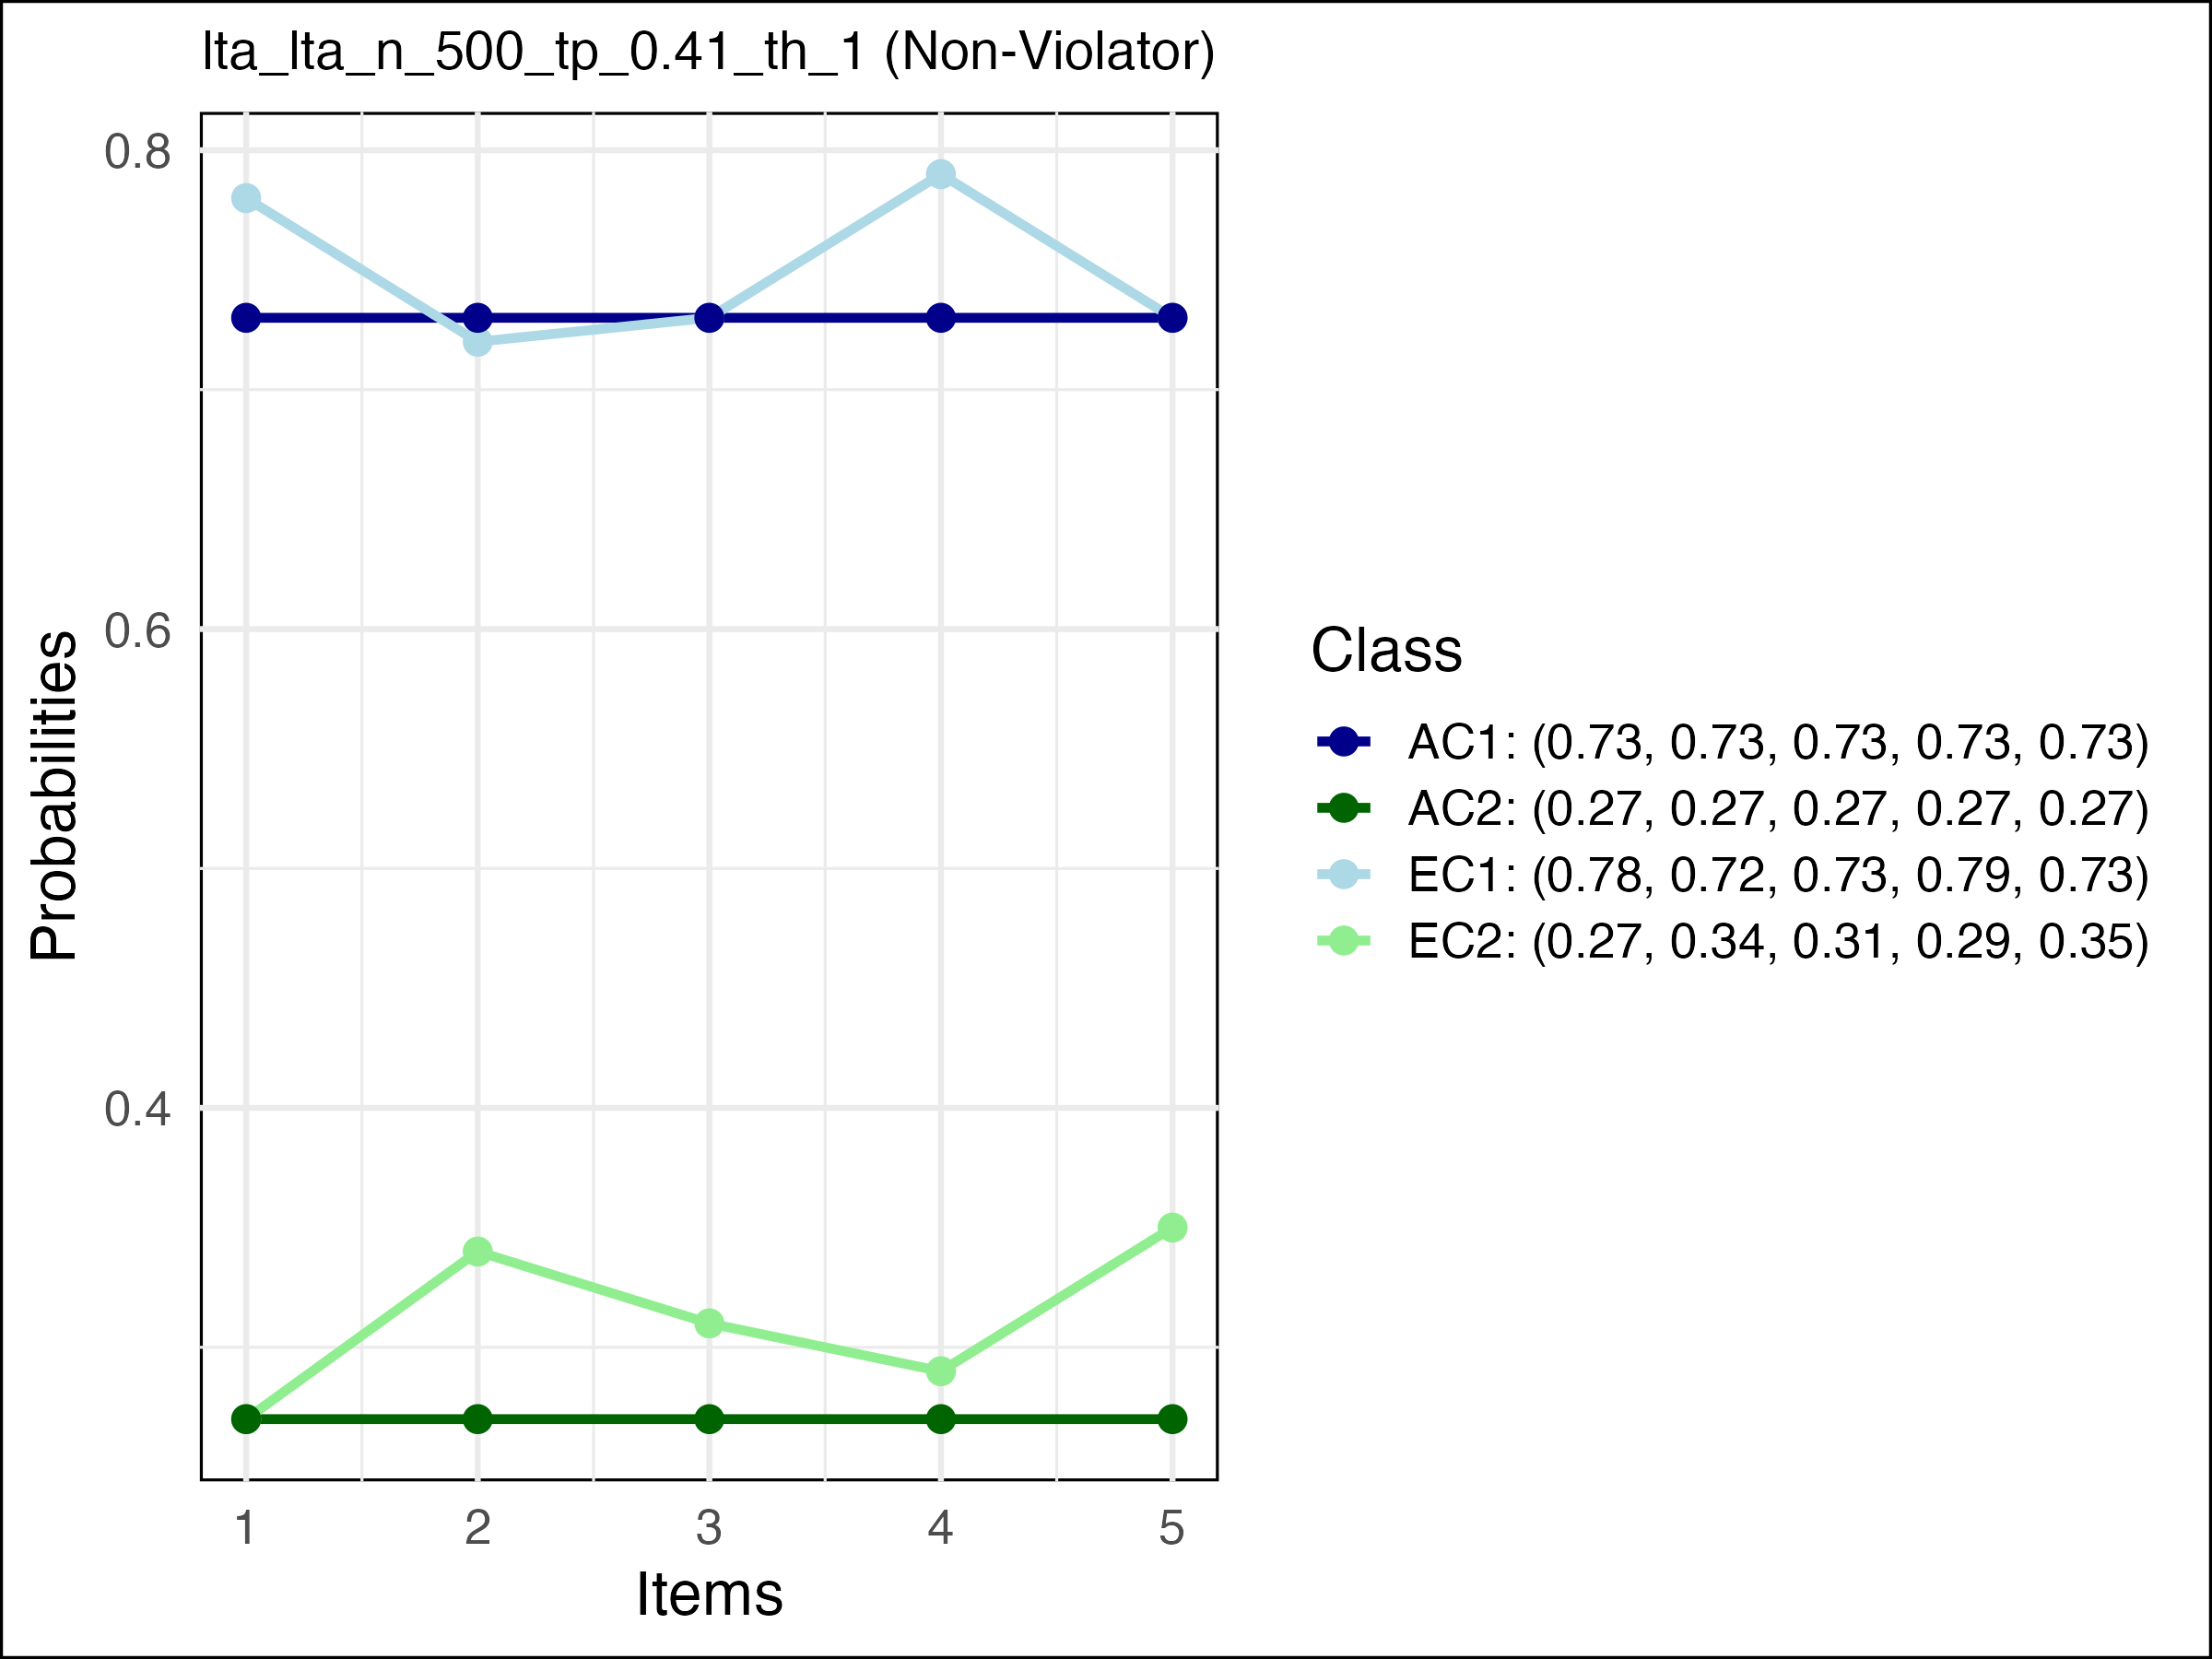 lta_lta_n_500_tp_0.41_th_1 (Non-Violator)
0.8
0.6
0.4
Probabilities
1 2 3 4 5
Items
Class
AC1: (0.73, 0.73, 0.73, 0.73, 0.73)
AC2: (0.27, 0.27, 0.27, 0.27, 0.27)
EC1: (0.78, 0.72, 0.73, 0.79, 0.73)
EC2: (0.27, 0.34, 0.31, 0.29, 0.35)